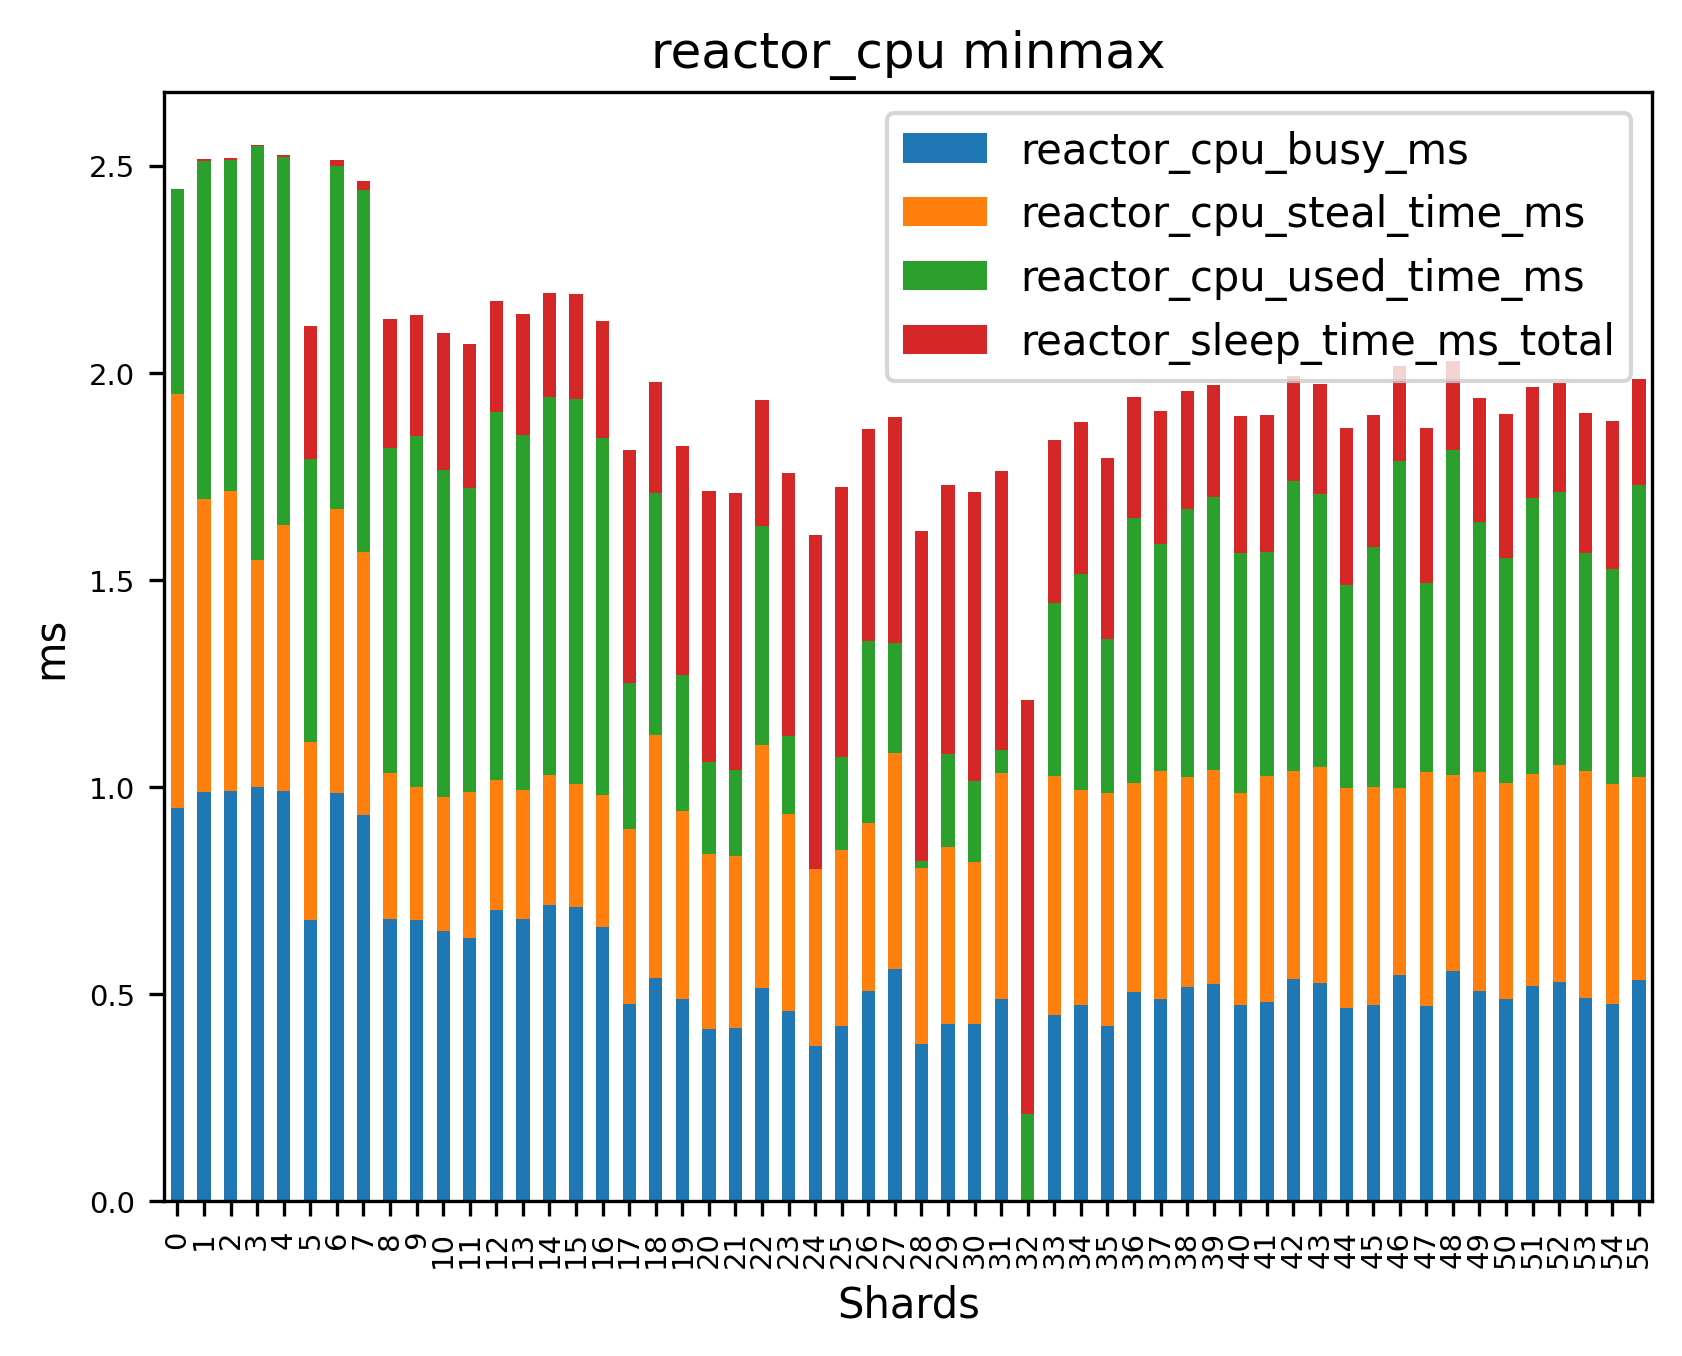 reactor_cpu minmax
reactor_cpu_busy_ms
reactor_cpu_steal_time_ms
reactor_cpu_used_time_ms
reactor_sleep_time_ms_total
2.5
2.0
1.5
1.0
0.5
0.0
ms
0 1 2 3 4 5 6 7 8 9 10 11 12 13 14 15 16 17 18 19 20 21 22 23 24 25 26 27 28 29 30 31 32 33 34 35 36 37 38 39 40 41 42 43 44 45 46 47 48 49 50 51 52 53 54 55
Shards